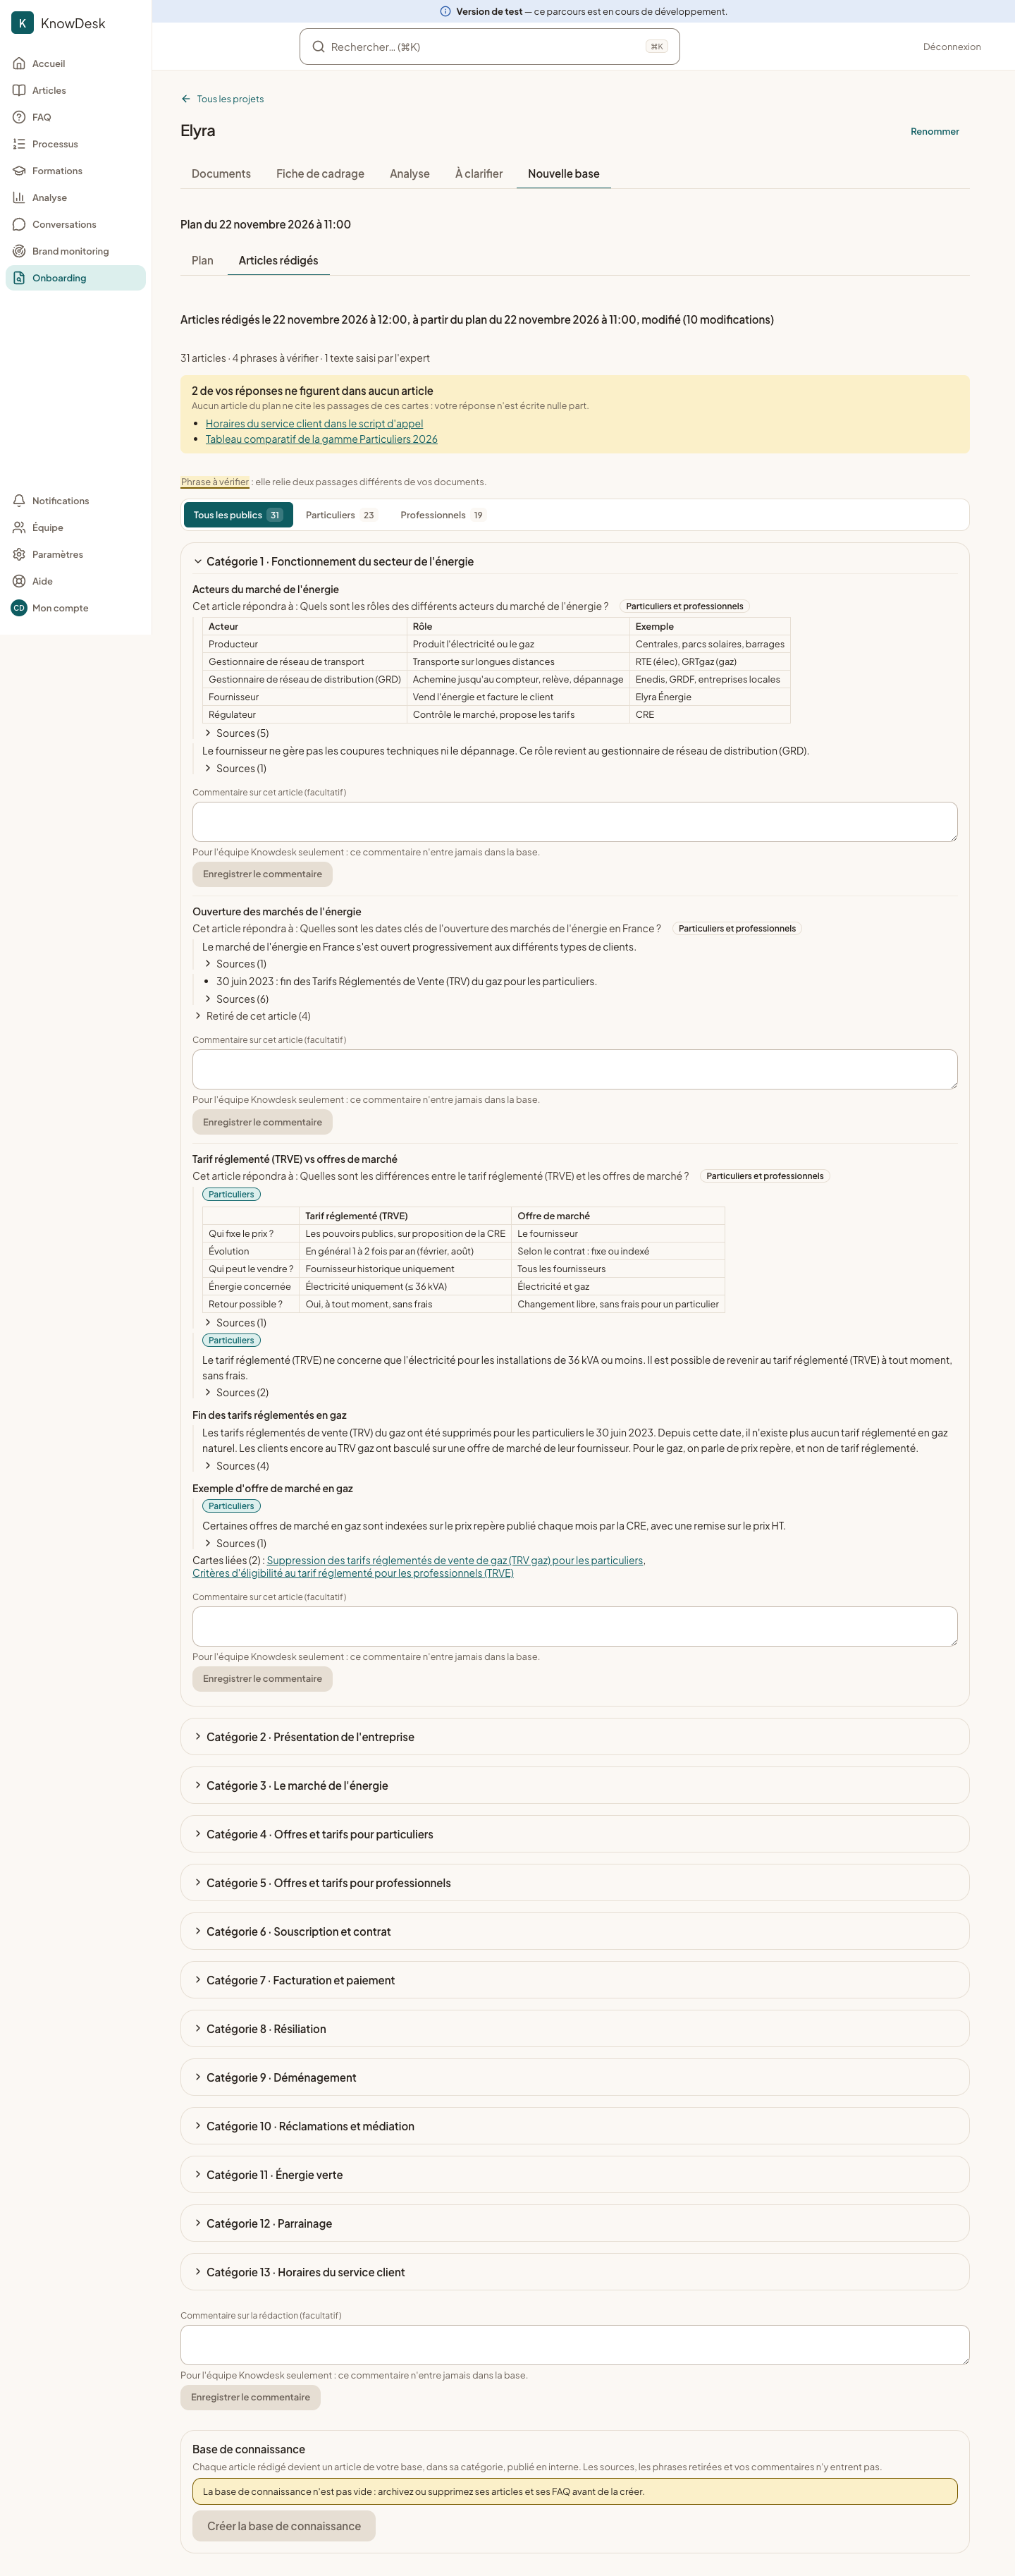 Version de test — ce parcours est en cours de développement.
K KnowDesk
Rechercher... (⌘K)
⌘K
Déconnexion
Accueil
Articles
FAQ
Processus
Formations
Analyse
Conversations
Brand monitoring
Onboarding
Notifications
Équipe
Paramètres
Aide
CD Mon compte
Tous les projets
Elyra
Renommer
Documents Fiche de cadrage Analyse À clarifier Nouvelle base
Plan du 22 novembre 2026 à 11:00
Plan Articles rédigés
Articles rédigés le 22 novembre 2026 à 12:00, à partir du plan du 22 novembre 2026 à 11:00, modifié (10 modifications)
31 articles · 4 phrases à vérifier · 1 texte saisi par l'expert
2 de vos réponses ne figurent dans aucun article
Aucun article du plan ne cite les passages de ces cartes : votre réponse n'est écrite nulle part.
• Horaires du service client dans le script d'appel
• Tableau comparatif de la gamme Particuliers 2026
Phrase à vérifier : elle relie deux passages différents de vos documents.
Tous les publics 31 Particuliers 23 Professionnels 19
Catégorie 1 · Fonctionnement du secteur de l'énergie
Acteurs du marché de l'énergie
Cet article répondra à : Quels sont les rôles des différents acteurs du marché de l'énergie ? Particuliers et professionnels
Acteur Rôle Exemple
Producteur Produit l'électricité ou le gaz Centrales, parcs solaires, barrages
Gestionnaire de réseau de transport Transporte sur longues distances RTE (élec), GRTgaz (gaz)
Gestionnaire de réseau de distribution (GRD) Achemine jusqu'au compteur, relève, dépannage Enedis, GRDF, entreprises locales
Fournisseur Vend l'énergie et facture le client Elyra Énergie
Régulateur Contrôle le marché, propose les tarifs CRE
Sources (5)
Le fournisseur ne gère pas les coupures techniques ni le dépannage. Ce rôle revient au gestionnaire de réseau de distribution (GRD).
Sources (1)
Commentaire sur cet article (facultatif)
Pour l'équipe Knowdesk seulement : ce commentaire n'entre jamais dans la base.
Enregistrer le commentaire
Ouverture des marchés de l'énergie
Cet article répondra à : Quelles sont les dates clés de l'ouverture des marchés de l'énergie en France ? Particuliers et professionnels
Le marché de l'énergie en France s'est ouvert progressivement aux différents types de clients.
Sources (1)
• 30 juin 2023 : fin des Tarifs Réglementés de Vente (TRV) du gaz pour les particuliers.
Sources (6)
Retiré de cet article (4)
Commentaire sur cet article (facultatif)
Pour l'équipe Knowdesk seulement : ce commentaire n'entre jamais dans la base.
Enregistrer le commentaire
Tarif réglementé (TRVE) vs offres de marché
Cet article répondra à : Quelles sont les différences entre le tarif réglementé (TRVE) et les offres de marché ? Particuliers et professionnels
Particuliers
Tarif réglementé (TRVE) Offre de marché
Qui fixe le prix ? Les pouvoirs publics, sur proposition de la CRE Le fournisseur
Évolution En général 1 à 2 fois par an (février, août) Selon le contrat : fixe ou indexé
Qui peut le vendre ? Fournisseur historique uniquement Tous les fournisseurs
Énergie concernée Électricité uniquement (≤ 36 kVA) Électricité et gaz
Retour possible ? Oui, à tout moment, sans frais Changement libre, sans frais pour un particulier
Sources (1)
Particuliers
Le tarif réglementé (TRVE) ne concerne que l'électricité pour les installations de 36 kVA ou moins. Il est possible de revenir au tarif réglementé (TRVE) à tout moment,
sans frais.
Sources (2)
Fin des tarifs réglementés en gaz
Les tarifs réglementés de vente (TRV) du gaz ont été supprimés pour les particuliers le 30 juin 2023. Depuis cette date, il n'existe plus aucun tarif réglementé en gaz
naturel. Les clients encore au TRV gaz ont basculé sur une offre de marché de leur fournisseur. Pour le gaz, on parle de prix repère, et non de tarif réglementé.
Sources (4)
Exemple d'offre de marché en gaz
Particuliers
Certaines offres de marché en gaz sont indexées sur le prix repère publié chaque mois par la CRE, avec une remise sur le prix HT.
Sources (1)
Cartes liées (2) : Suppression des tarifs réglementés de vente de gaz (TRV gaz) pour les particuliers,
Critères d'éligibilité au tarif réglementé pour les professionnels (TRVE)
Commentaire sur cet article (facultatif)
Pour l'équipe Knowdesk seulement : ce commentaire n'entre jamais dans la base.
Enregistrer le commentaire
Catégorie 2 · Présentation de l'entreprise
Catégorie 3 · Le marché de l'énergie
Catégorie 4 · Offres et tarifs pour particuliers
Catégorie 5 · Offres et tarifs pour professionnels
Catégorie 6 · Souscription et contrat
Catégorie 7 · Facturation et paiement
Catégorie 8 · Résiliation
Catégorie 9 · Déménagement
Catégorie 10 · Réclamations et médiation
Catégorie 11 · Énergie verte
Catégorie 12 · Parrainage
Catégorie 13 · Horaires du service client
Commentaire sur la rédaction (facultatif)
Pour l'équipe Knowdesk seulement : ce commentaire n'entre jamais dans la base.
Enregistrer le commentaire
Base de connaissance
Chaque article rédigé devient un article de votre base, dans sa catégorie, publié en interne. Les sources, les phrases retirées et vos commentaires n'y entrent pas.
La base de connaissance n'est pas vide : archivez ou supprimez ses articles et ses FAQ avant de la créer.
Créer la base de connaissance